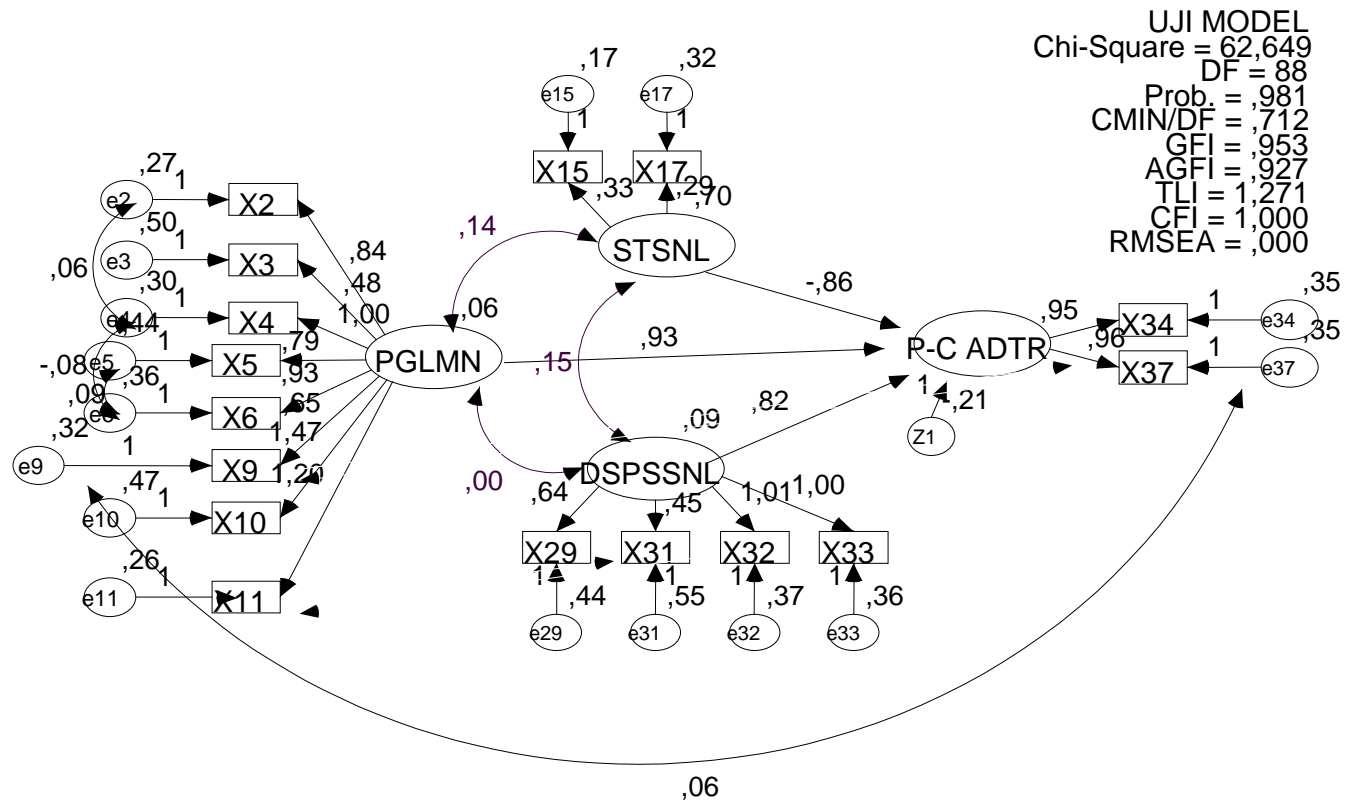 UJI MODEL
Chi-Square = 62,649
DF = 88
Prob. = ,981
CMIN/DF = ,712
GFI = ,953
AGFI = ,927
TLI = 1,271
CFI = 1,000
RMSEA = ,000
,17
,32
e15
e17
1
1
X15
X17
,33
,29
,70
STSNL
,14
,27
e2
1
X2
,50
e3
1
X3
,06
,30
1
X4
,44
e5
1
X5
-,08
,36
1
X6
,09
,32
e9
1
X9
,47
e10
1
X10
,26
e11
1
X11
,84
,48
1,00
,79
,93
,65
1,47
1,20
,06
PGLMN
-,86
,93
,15
,82
,00
,09
DSPSSNL
,64
,45
1,01
1,00
X29
X31
X32
X33
1
1
1
1
,44
,55
,37
,36
e29
e31
e32
e33
P-C ADTR
1
-,21
Z1
,95
,96
X34
X37
1
1
,35
,35
e34
e37
,06